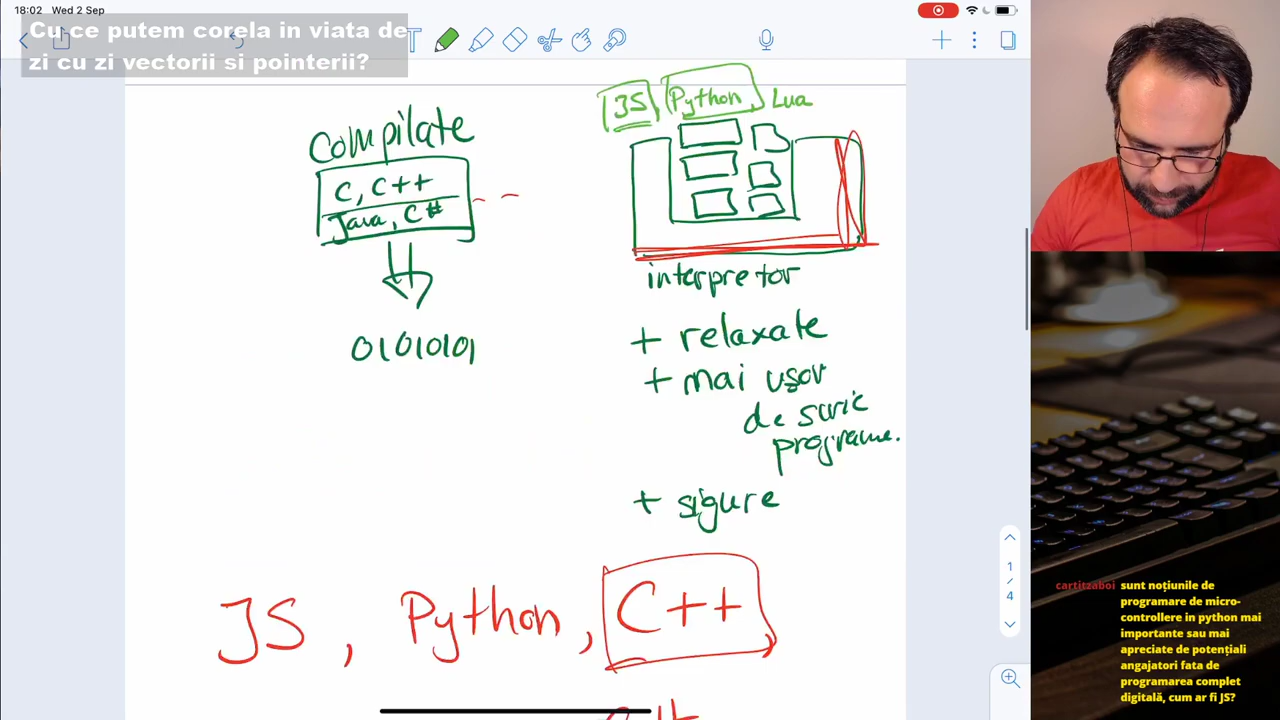 18:02 Wed 2 Sep
Cu ce putem corela in viata de
zi cu zi vectorii si pointerii?
T
Compilate
C, C++
Java, C#
01010101
JS, Python, Lua
interpretor
+ relaxate
+ mai ușor
de scrie
programe.
+ sigure
JS, Python, C++
1
/
4
cartitzaboi sunt noțiunile de
programare de micro-
controllere in python mai
importante sau mai
apreciate de potențiali
angajatori fata de
programarea complet
digitală, cum ar fi JS?